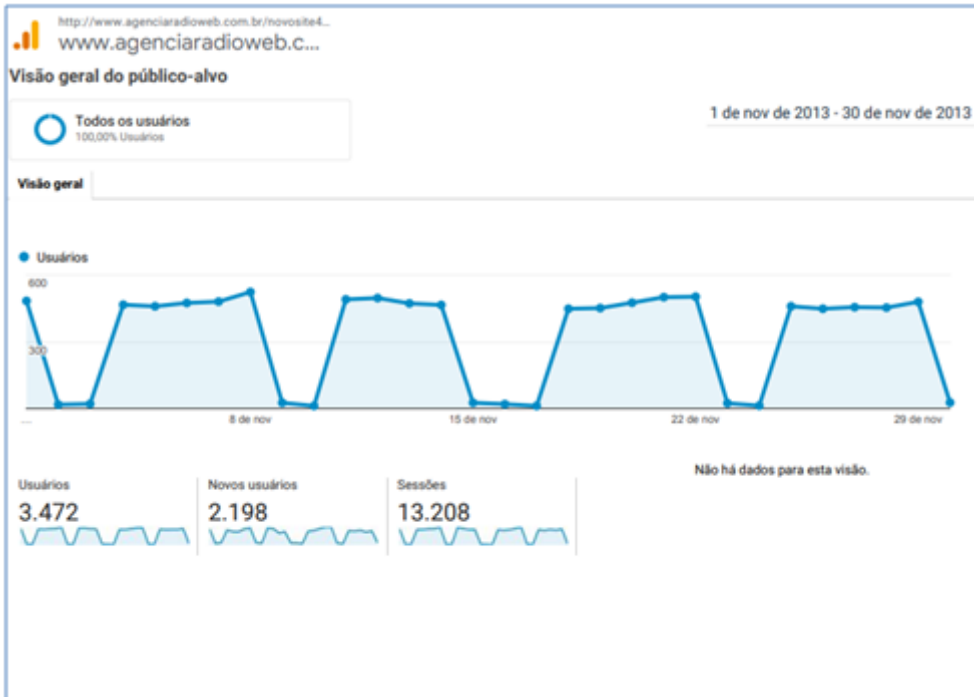 http://www.agenciaradioweb.com.br/novosite4...
www.agenciaradioweb.c...
Visão geral do público-alvo
Todos os usuários
100,00% Usuários
1 de nov de 2013 - 30 de nov de 2013
Visão geral
Usuários
600
300
... 8 de nov 15 de nov 22 de nov 29 de nov
Não há dados para esta visão.
Usuários Novos usuários Sessões
3.472 2.198 13.208